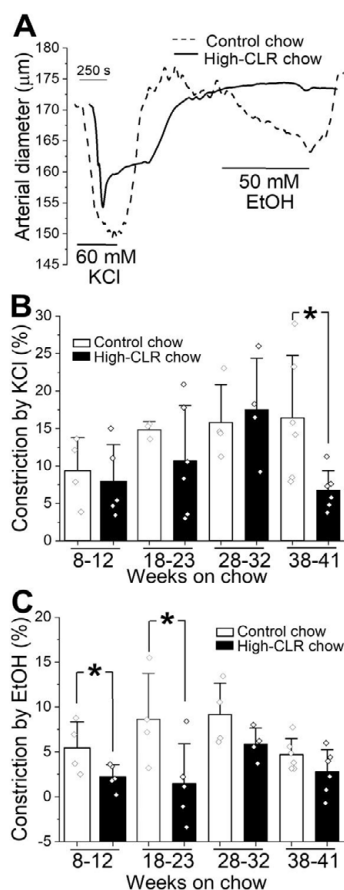 A
Control chow
High-CLR chow
250 s
Arterial diameter (µm)
175
170
165
160
155
150
145
60 mM
KCl
50 mM
EtOH
B
Constriction by KCl (%)
30
25
20
15
10
5
0
Control chow
High-CLR chow
*
8-12 18-23 28-32 38-41
Weeks on chow
C
Constriction by EtOH (%)
20
15
10
5
0
-5
Control chow
High-CLR chow
* *
8-12 18-23 28-32 38-41
Weeks on chow